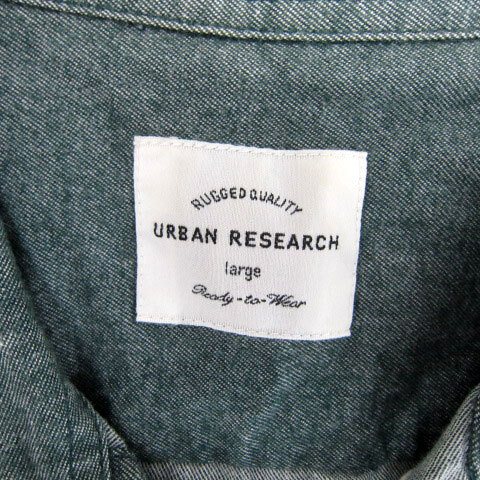 RUGGED QUALITY
URBAN RESEARCH
large
Ready-to-Wear